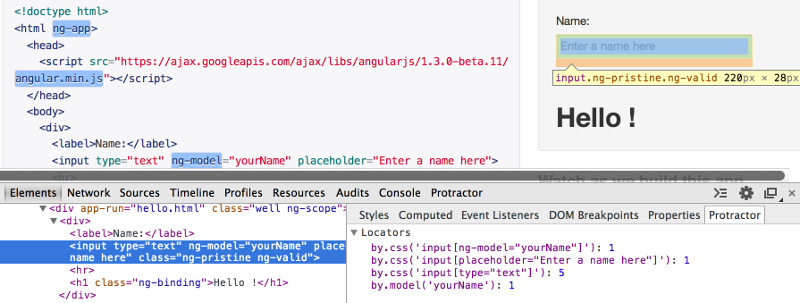 <!doctype html>
<html ng-app>
<head>
<script src="https://ajax.googleapis.com/ajax/libs/angularjs/1.3.0-beta.11/
angular.min.js"></script>
</head>
<body>
<div>
<label>Name:</label>
<input type="text" ng-model="yourName" placeholder="Enter a name here">
Name:
Enter a name here
input.ng-pristine.ng-valid 220px × 28px
Hello !
Watch as we build this app
Elements Network Sources Timeline Profiles Resources Audits Console Protractor
▼<div app-run="hello.html" class="well ng-scope">
▼<div>
<label>Name:</label>
<input type="text" ng-model="yourName" place
name here" class="ng-pristine ng-valid">
<hr>
<h1 class="ng-binding">Hello !</h1>
</div>
Styles Computed Event Listeners DOM Breakpoints Properties Protractor
▼ Locators
by.css('input[ng-model="yourName"]'): 1
by.css('input[placeholder="Enter a name here"]'): 1
by.css('input[type="text"]'): 5
by.model('yourName'): 1